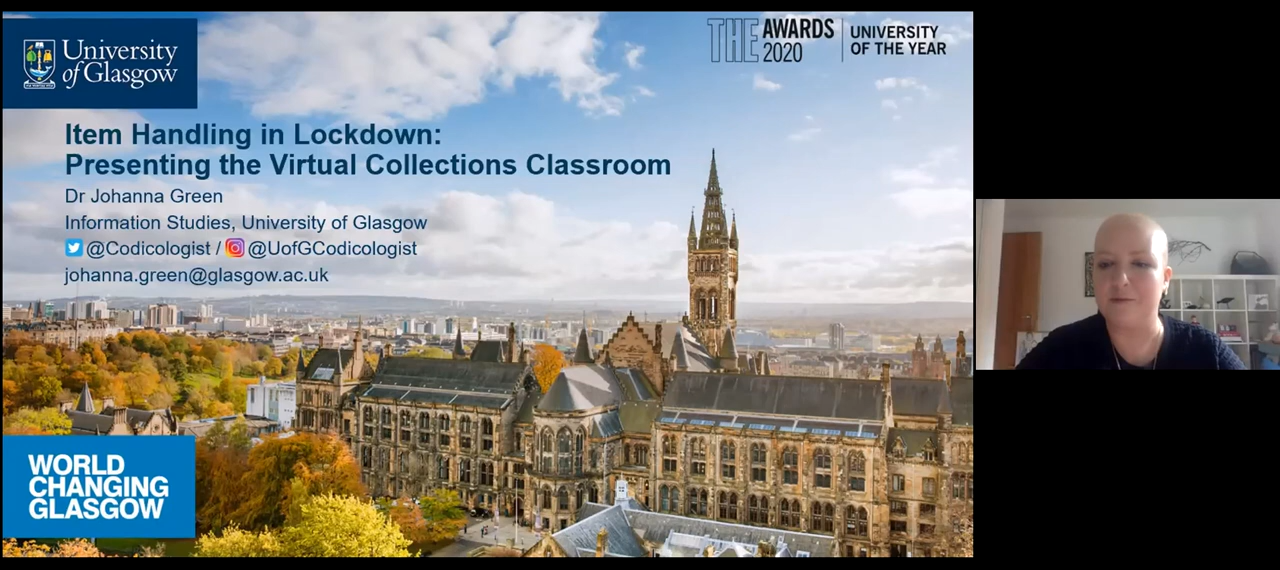 University
of Glasgow
THE AWARDS
2020
UNIVERSITY
OF THE YEAR
Item Handling in Lockdown:
Presenting the Virtual Collections Classroom
Dr Johanna Green
Information Studies, University of Glasgow
@Codicologist / @UofGCodicologist
johanna.green@glasgow.ac.uk
WORLD
CHANGING
GLASGOW